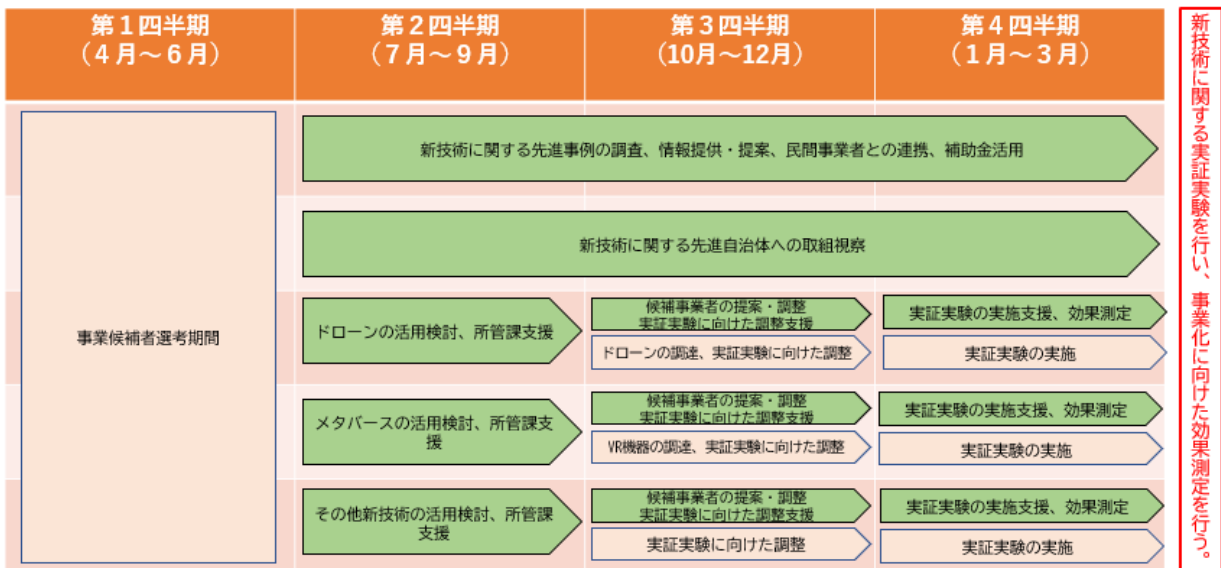 第１四半期
（４月～６月）
第２四半期
（７月～９月）
第３四半期
（10月～12月）
第４四半期
（１月～３月）
事業候補者選考期間
新技術に関する先進事例の調査、情報提供・提案、民間事業者との連携、補助金活用
新技術に関する先進自治体への取組視察
ドローンの活用検討、所管課支援
候補事業者の提案・調整
実証実験に向けた調整支援
ドローンの調達、実証実験に向けた調整
実証実験の実施支援、効果測定
実証実験の実施
メタバースの活用検討、所管課支
援
候補事業者の提案・調整
実証実験に向けた調整支援
VR機器の調達、実証実験に向けた調整
実証実験の実施支援、効果測定
実証実験の実施
その他新技術の活用検討、所管課
支援
候補事業者の提案・調整
実証実験に向けた調整支援
実証実験に向けた調整
実証実験の実施支援、効果測定
実証実験の実施
新技術に関する実証実験を行い、事業化に向けた効果測定を行う。